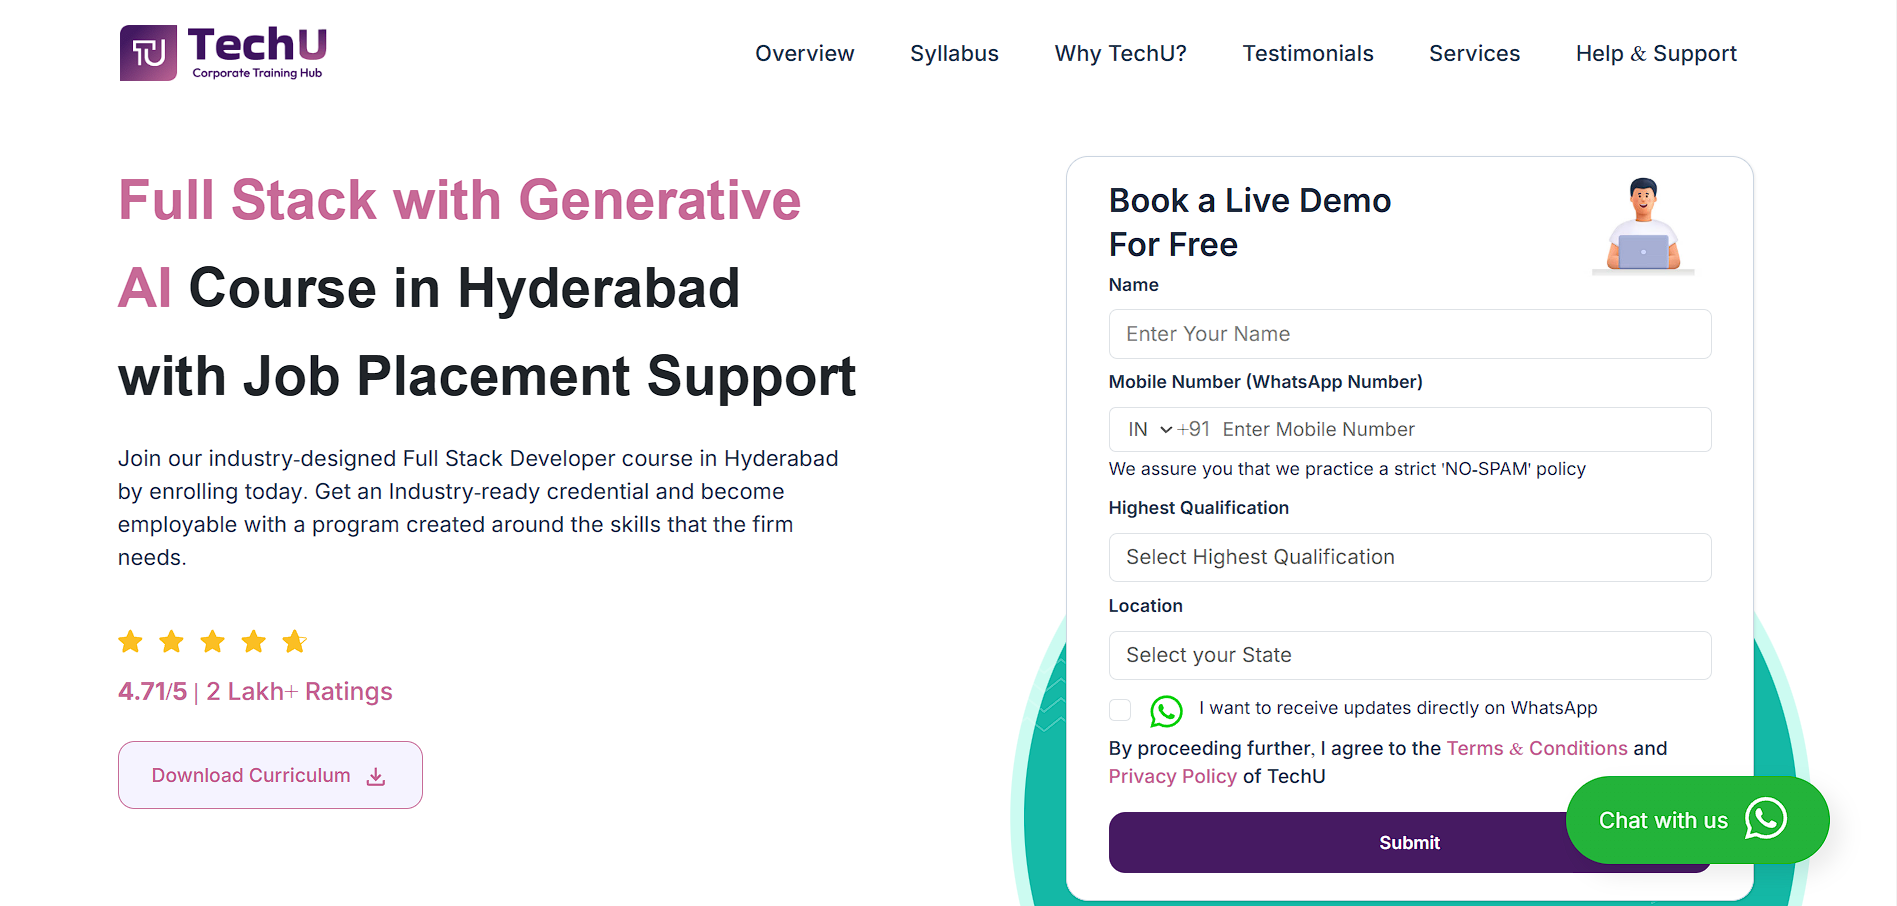 TU TechU
Corporate Training Hub
Overview Syllabus Why TechU? Testimonials Services Help & Support
Full Stack with Generative
AI Course in Hyderabad
with Job Placement Support
Join our industry-designed Full Stack Developer course in Hyderabad
by enrolling today. Get an Industry-ready credential and become
employable with a program created around the skills that the firm
needs.
4.71/5 | 2 Lakh+ Ratings
Download Curriculum
Book a Live Demo
For Free
Name
Enter Your Name
Mobile Number (WhatsApp Number)
IN +91 Enter Mobile Number
We assure you that we practice a strict 'NO-SPAM' policy
Highest Qualification
Select Highest Qualification
Location
Select your State
I want to receive updates directly on WhatsApp
By proceeding further, I agree to the Terms & Conditions and
Privacy Policy of TechU
Submit
Chat with us